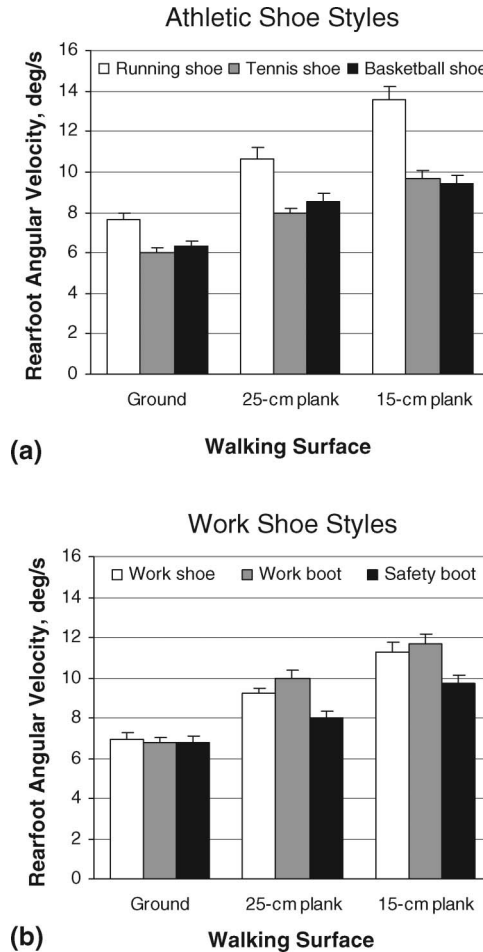 Athletic Shoe Styles
Rearfoot Angular Velocity, deg/s
16
14
12
10
8
6
4
2
0
Running shoe Tennis shoe Basketball shoe
Ground 25-cm plank 15-cm plank
(a) Walking Surface
Work Shoe Styles
Rearfoot Angular Velocity, deg/s
16
14
12
10
8
6
4
2
0
Work shoe Work boot Safety boot
Ground 25-cm plank 15-cm plank
(b) Walking Surface